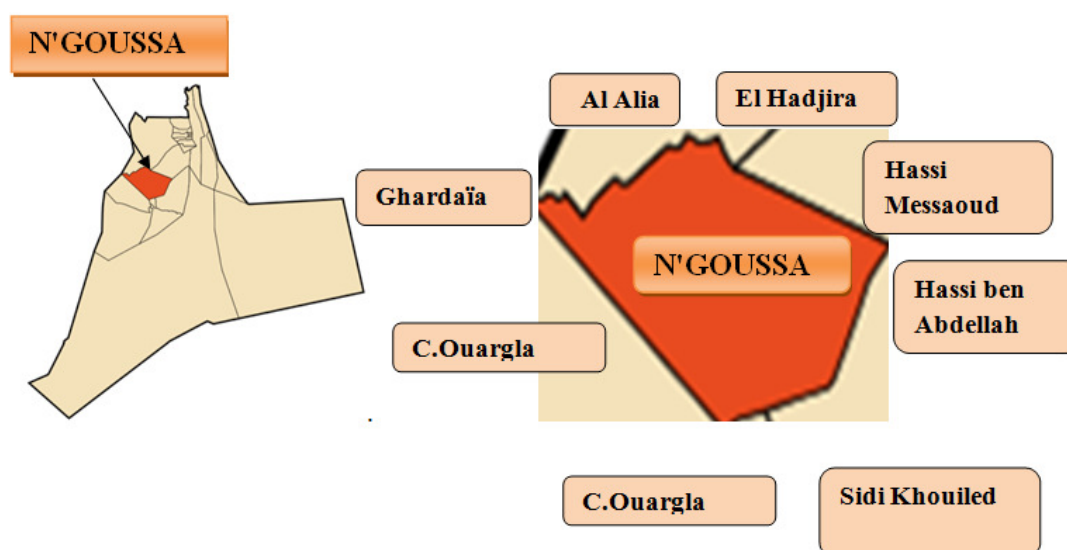 N'GOUSSA
Al Alia
El Hadjira
Ghardaïa
Hassi
Messaoud
N'GOUSSA
Hassi ben
Abdellah
C.Ouargla
C.Ouargla
Sidi Khouiled